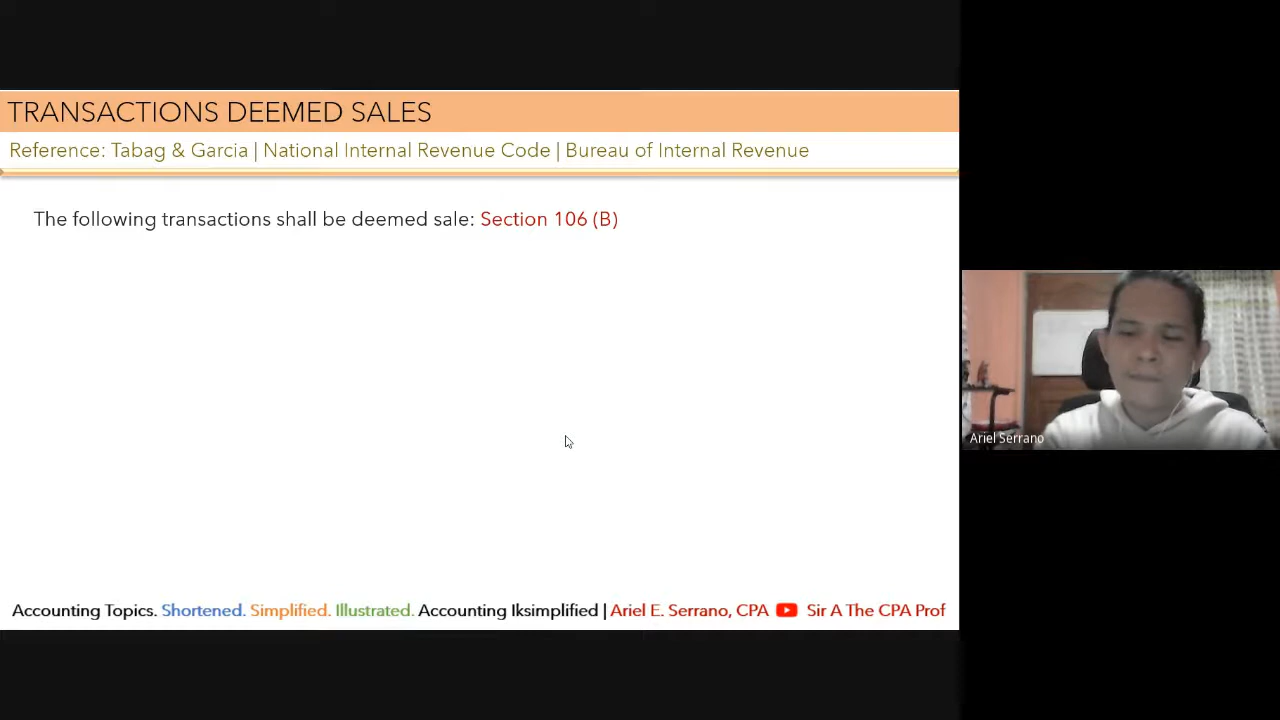 TRANSACTIONS DEEMED SALES
Reference: Tabag & Garcia | National Internal Revenue Code | Bureau of Internal Revenue
The following transactions shall be deemed sale: Section 106 (B)
Ariel Serrano
Accounting Topics. Shortened. Simplified. Illustrated. Accounting Iksimplified | Ariel E. Serrano, CPA Sir A The CPA Prof